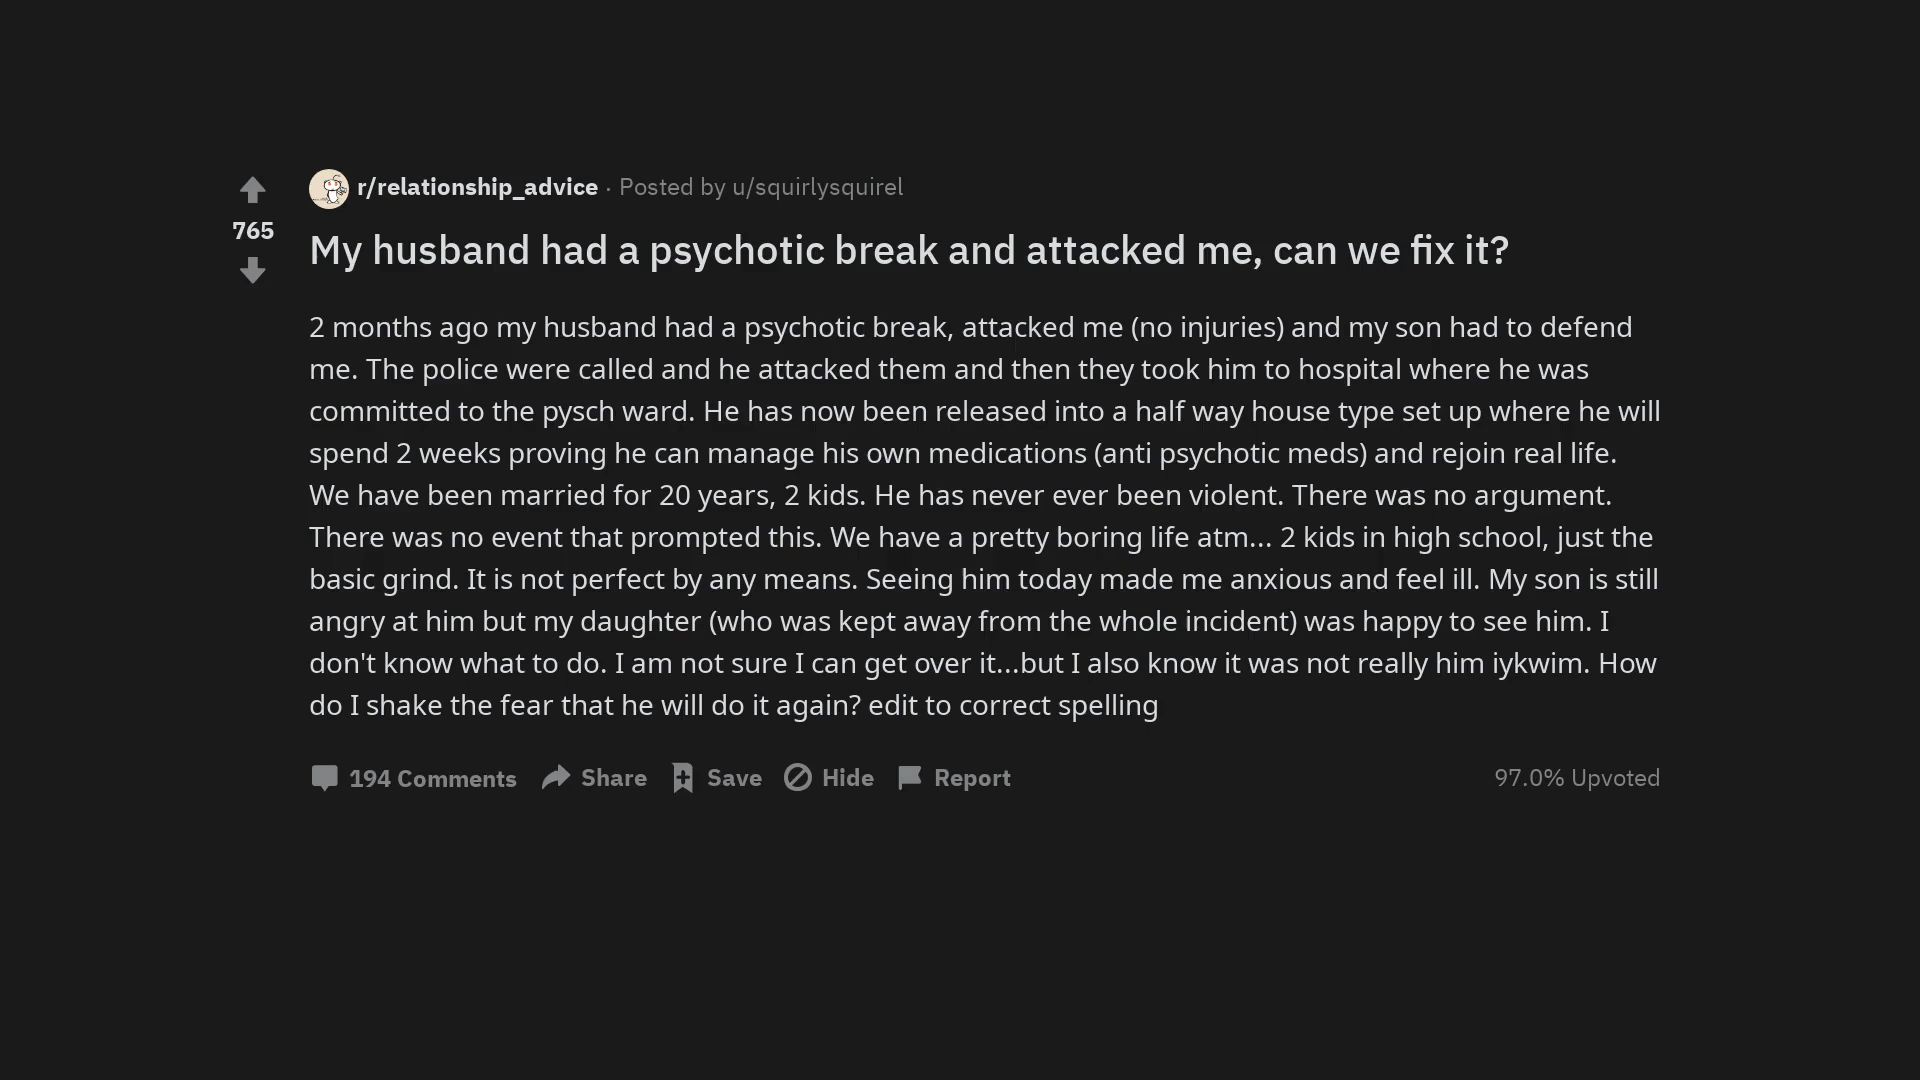 r/relationship_advice · Posted by u/squirlysquirel
765
My husband had a psychotic break and attacked me, can we fix it?
2 months ago my husband had a psychotic break, attacked me (no injuries) and my son had to defend
me. The police were called and he attacked them and then they took him to hospital where he was
committed to the pysch ward. He has now been released into a half way house type set up where he will
spend 2 weeks proving he can manage his own medications (anti psychotic meds) and rejoin real life.
We have been married for 20 years, 2 kids. He has never ever been violent. There was no argument.
There was no event that prompted this. We have a pretty boring life atm... 2 kids in high school, just the
basic grind. It is not perfect by any means. Seeing him today made me anxious and feel ill. My son is still
angry at him but my daughter (who was kept away from the whole incident) was happy to see him. I
don't know what to do. I am not sure I can get over it...but I also know it was not really him iykwim. How
do I shake the fear that he will do it again? edit to correct spelling
194 Comments Share Save Hide Report 97.0% Upvoted